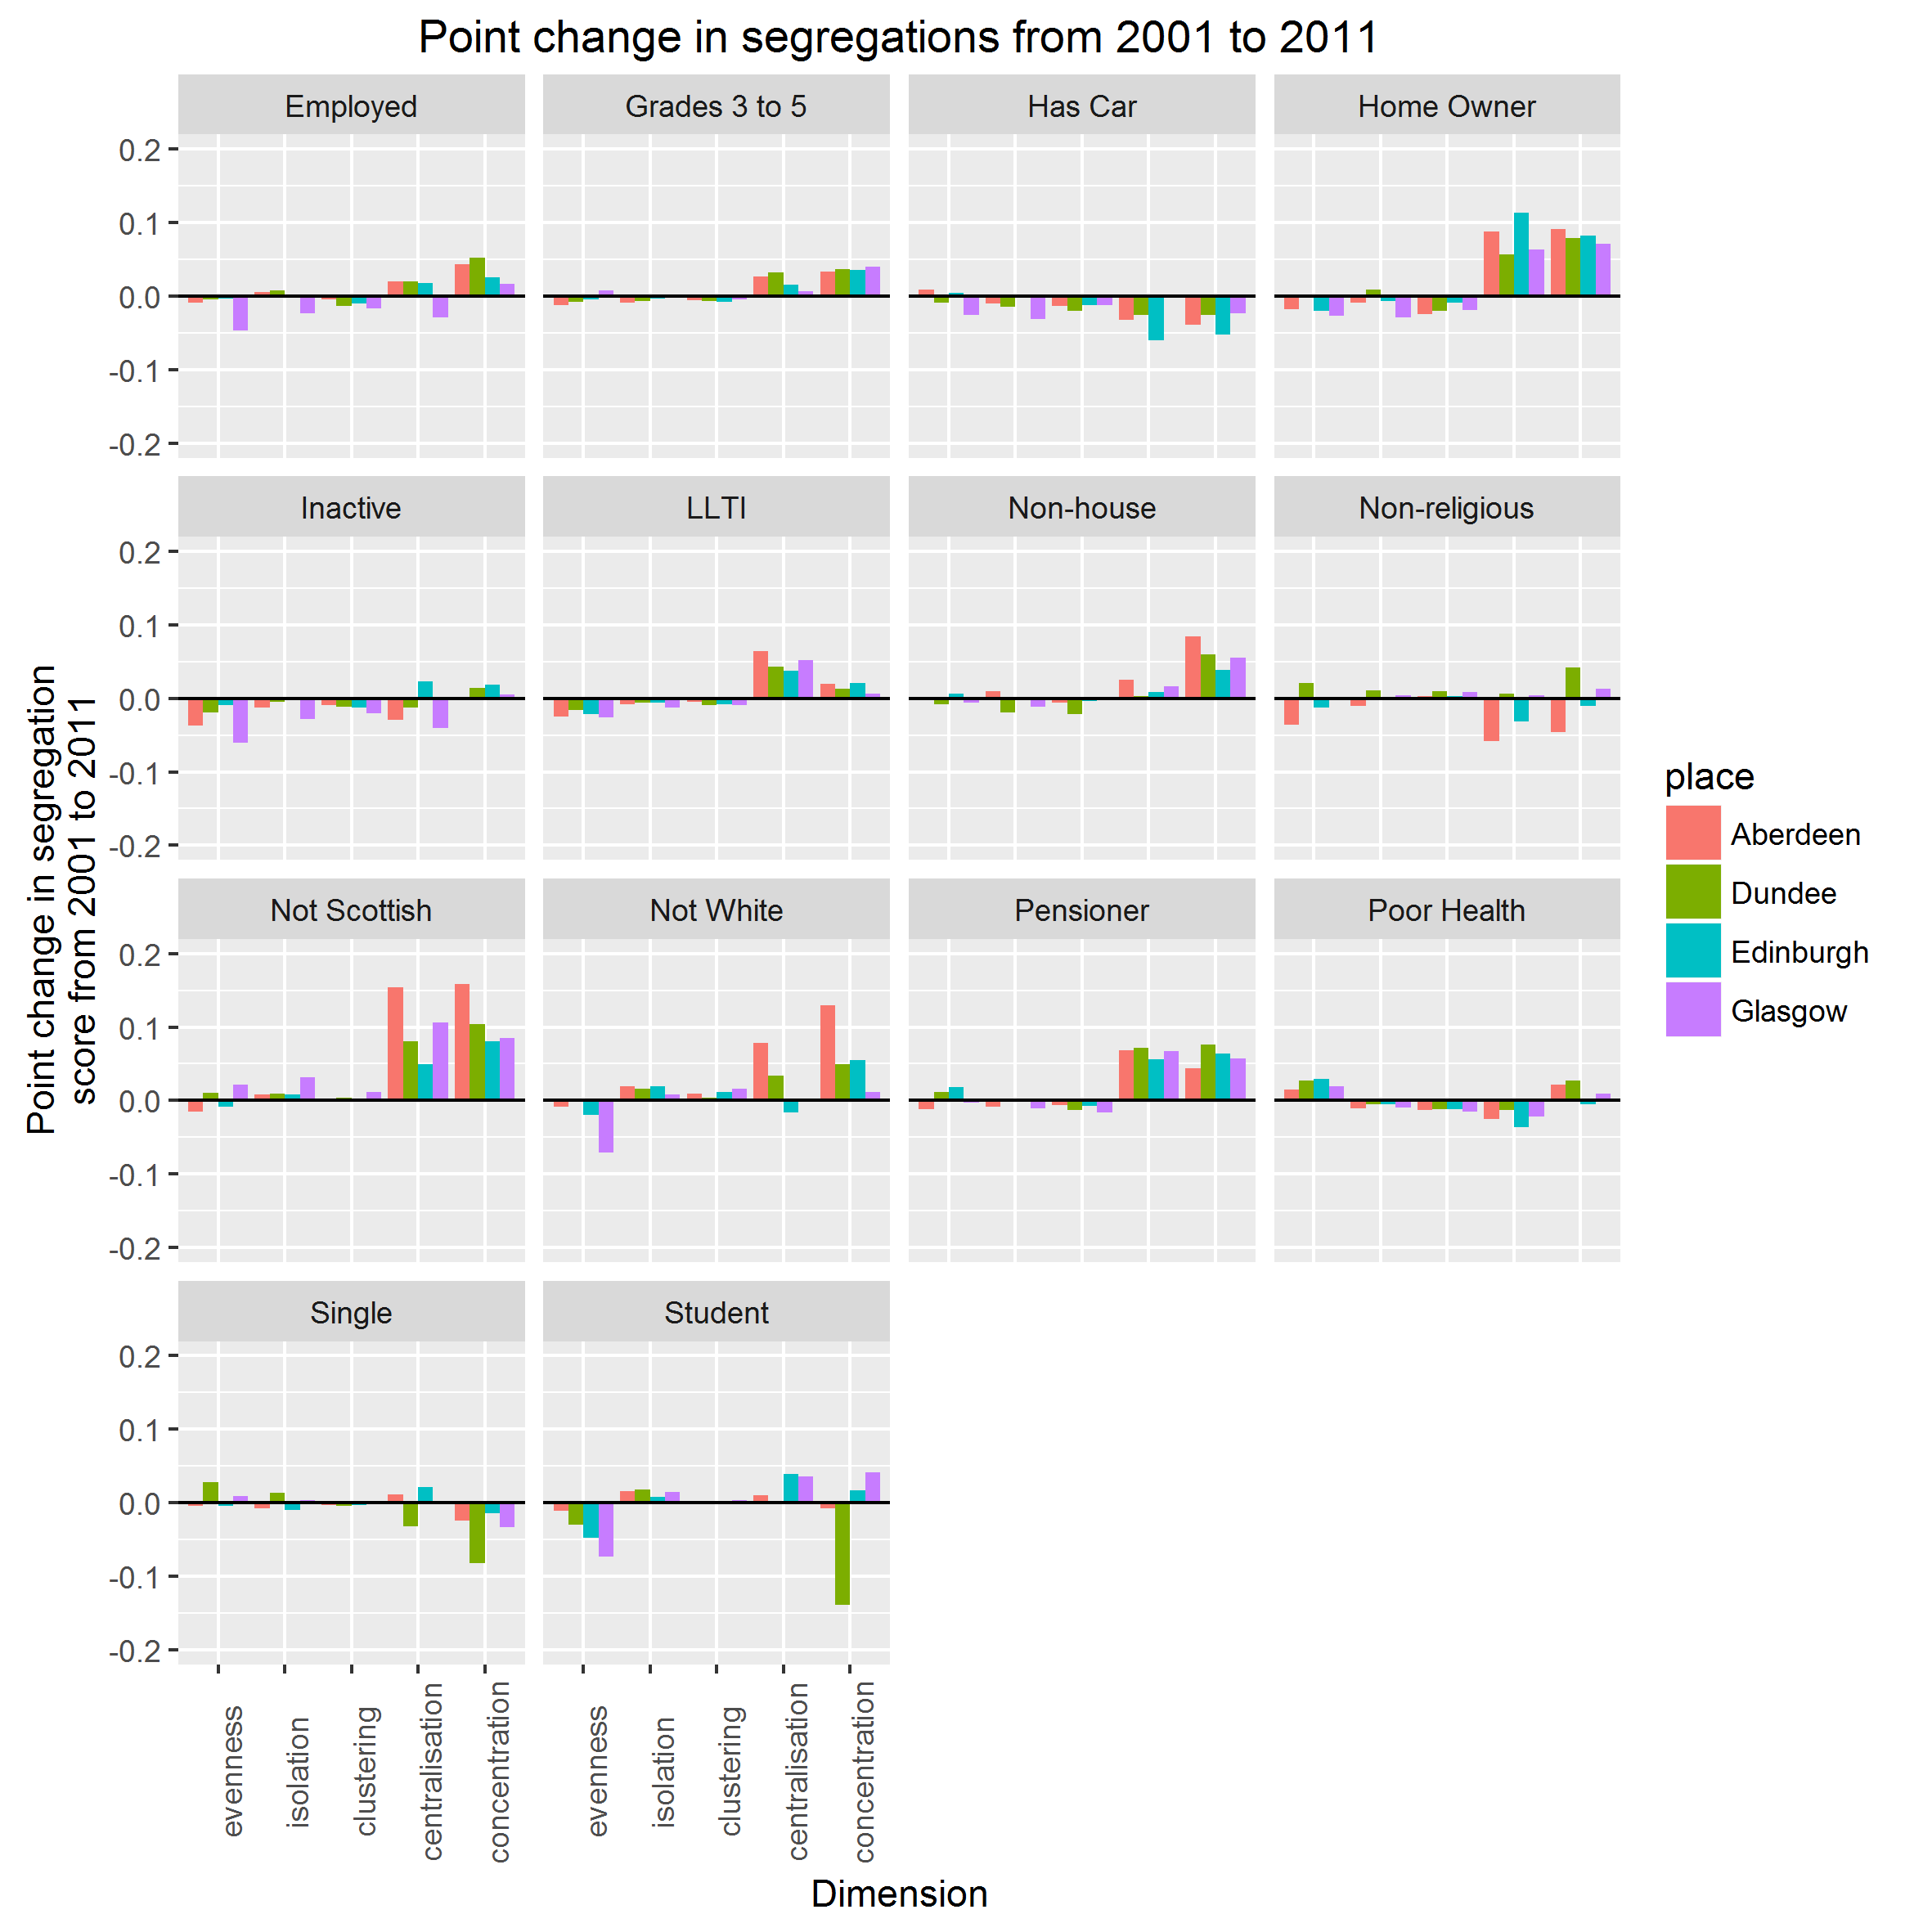 Point change in segregations from 2001 to 2011
Employed
Grades 3 to 5
Has Car
Home Owner
0.2
0.1
0.0
-0.1
-0.2
Inactive
LLTI
Non-house
Non-religious
0.2
0.1
0.0
-0.1
-0.2
Not Scottish
Not White
Pensioner
Poor Health
0.2
0.1
0.0
-0.1
-0.2
Single
Student
0.2
0.1
0.0
-0.1
-0.2
evenness
isolation
clustering
centralisation
concentration
evenness
isolation
clustering
centralisation
concentration
Dimension
Point change in segregation
score from 2001 to 2011
place
Aberdeen
Dundee
Edinburgh
Glasgow